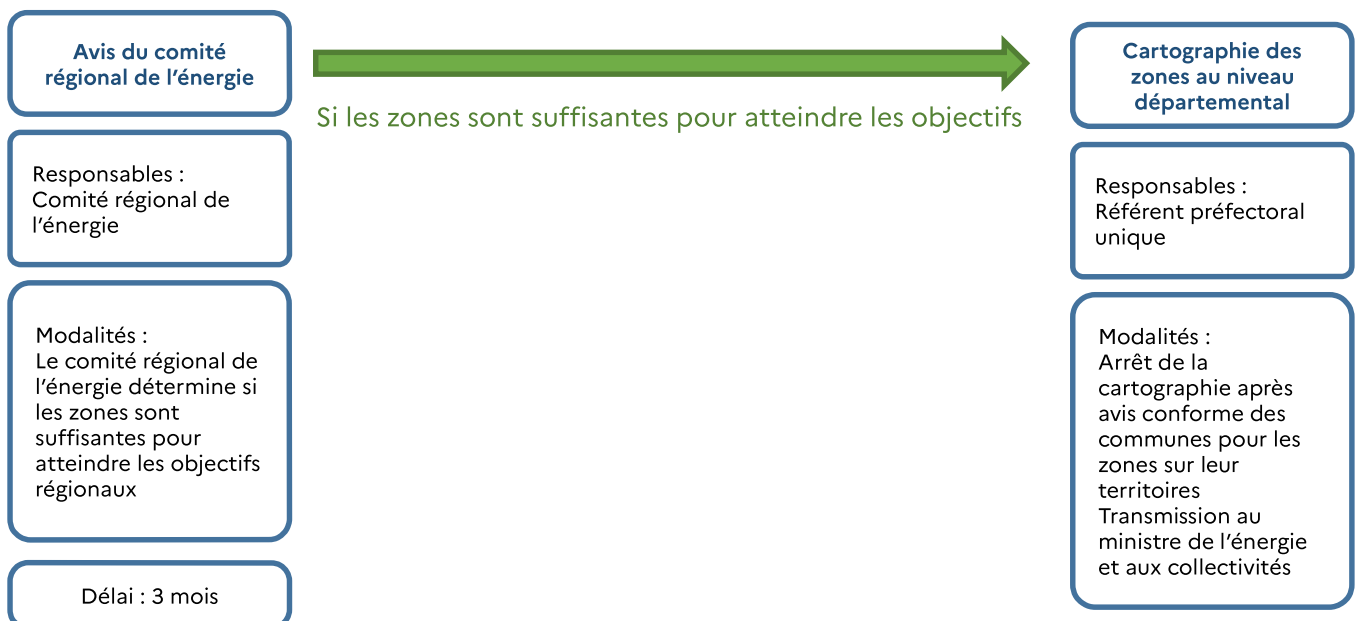 Avis du comité
régional de l’énergie
Responsables :
Comité régional de
l’énergie
Modalités :
Le comité régional de
l’énergie détermine si
les zones sont
suffisantes pour
atteindre les objectifs
régionaux
Délai : 3 mois
Si les zones sont suffisantes pour atteindre les objectifs
Cartographie des
zones au niveau
départemental
Responsables :
Référent préfectoral
unique
Modalités :
Arrêt de la
cartographie après
avis conforme des
communes pour les
zones sur leur
territoires
Transmission au
ministre de l’énergie
et aux collectivités